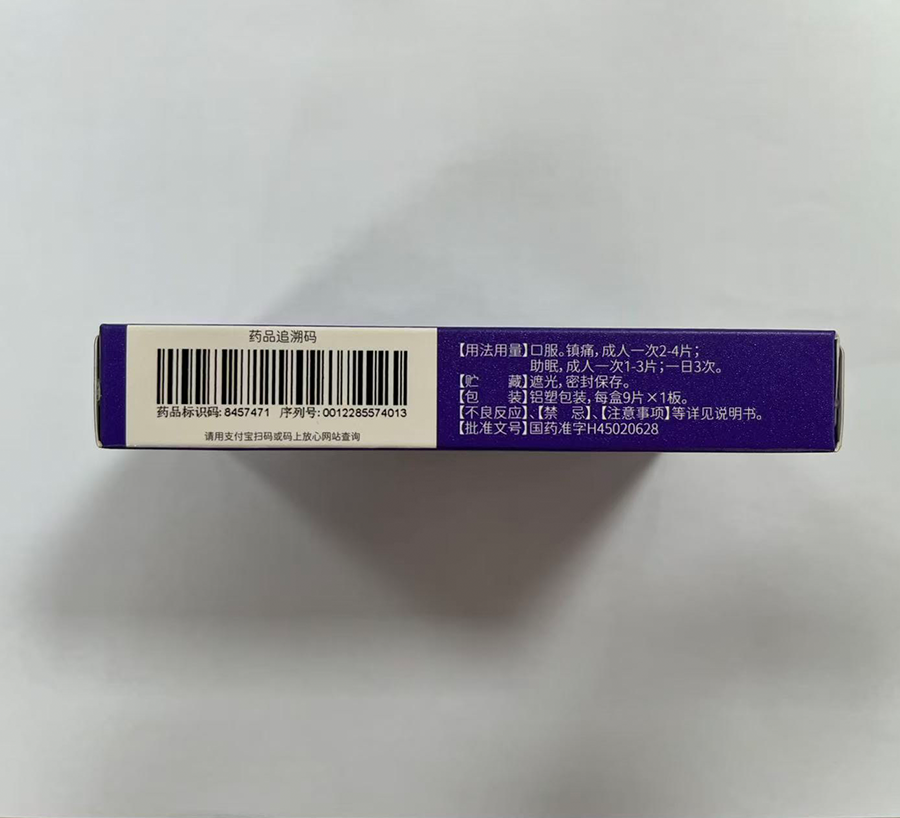 药品追溯码
药品标识码:8457471 序列号:0012285574013
请用支付宝扫码或码上放心网站查询
【用法用量】口服。镇痛,成人一次2-4片;
助眠,成人一次1-3片;一日3次。
【贮 藏】遮光,密封保存。
【包 装】铝塑包装,每盒9片×1板。
【不良反应】、【禁 忌】、【注意事项】等详见说明书。
【批准文号】国药准字H45020628